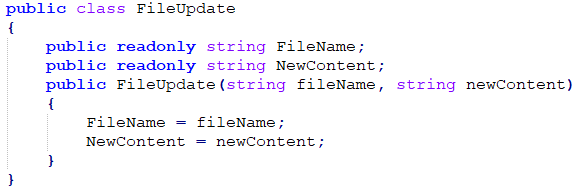 public class FileUpdate
{
    public readonly string FileName;
    public readonly string NewContent;
    public FileUpdate(string fileName, string newContent)
    {
        FileName = fileName;
        NewContent = newContent;
    }
}